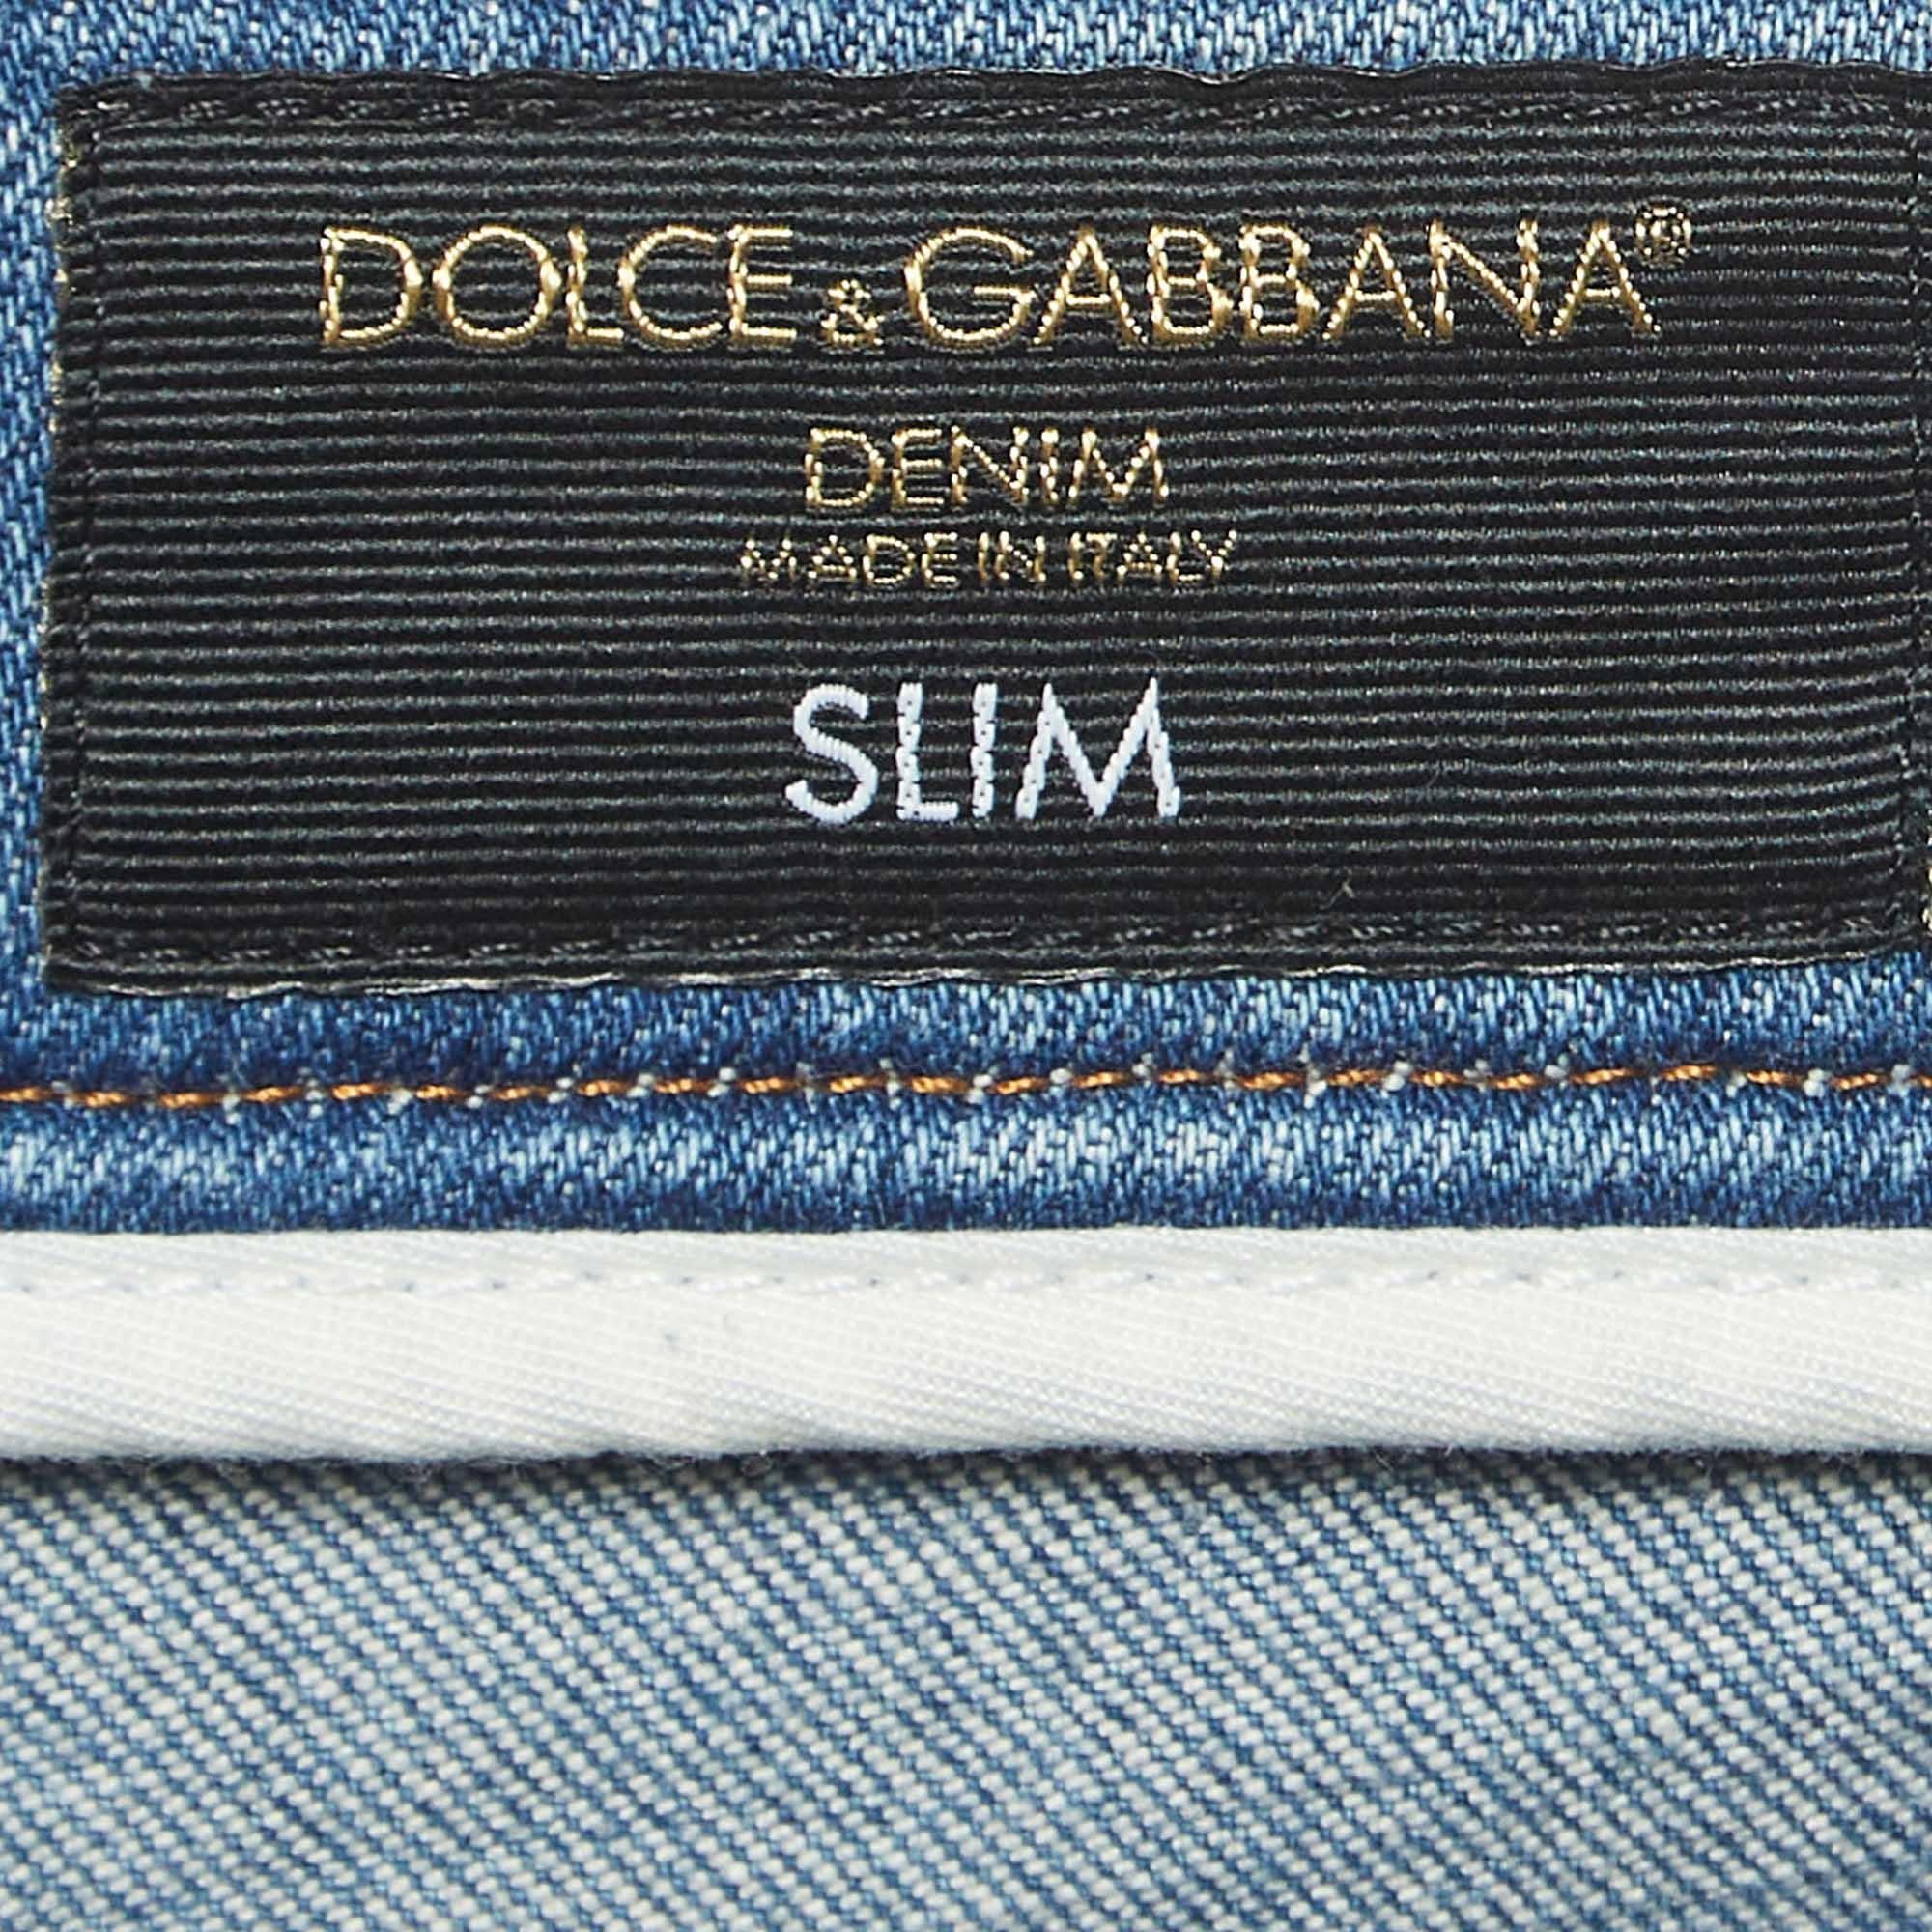 DOLCE & GABBANA®
DENIM
MADE IN ITALY
SLIM